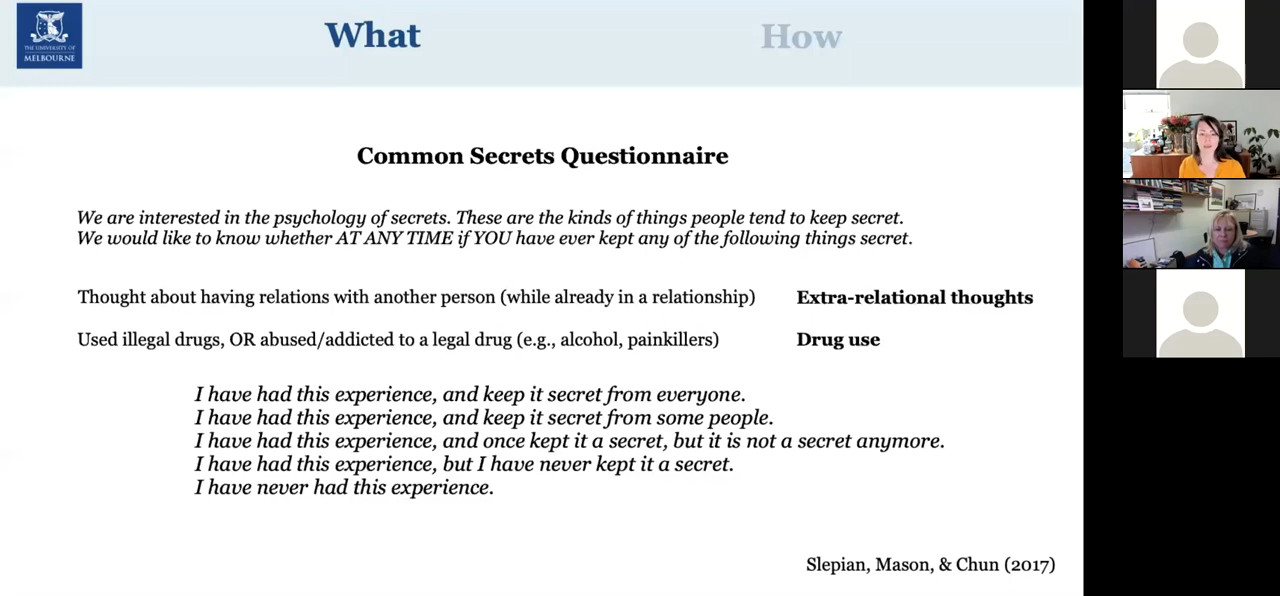 THE UNIVERSITY OF
MELBOURNE
What
How
Common Secrets Questionnaire
We are interested in the psychology of secrets. These are the kinds of things people tend to keep secret.
We would like to know whether AT ANY TIME if YOU have ever kept any of the following things secret.
Thought about having relations with another person (while already in a relationship)
Extra-relational thoughts
Used illegal drugs, OR abused/addicted to a legal drug (e.g., alcohol, painkillers)
Drug use
I have had this experience, and keep it secret from everyone.
I have had this experience, and keep it secret from some people.
I have had this experience, and once kept it a secret, but it is not a secret anymore.
I have had this experience, but I have never kept it a secret.
I have never had this experience.
Slepian, Mason, & Chun (2017)